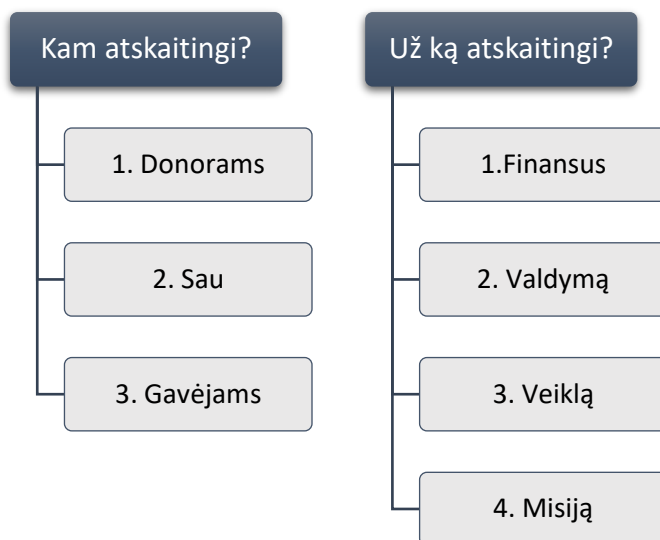 Kam atskaitingi?
1. Donorams
2. Sau
3. Gavėjams
Už ką atskaitingi?
1.Finansus
2. Valdymą
3. Veiklą
4. Misiją